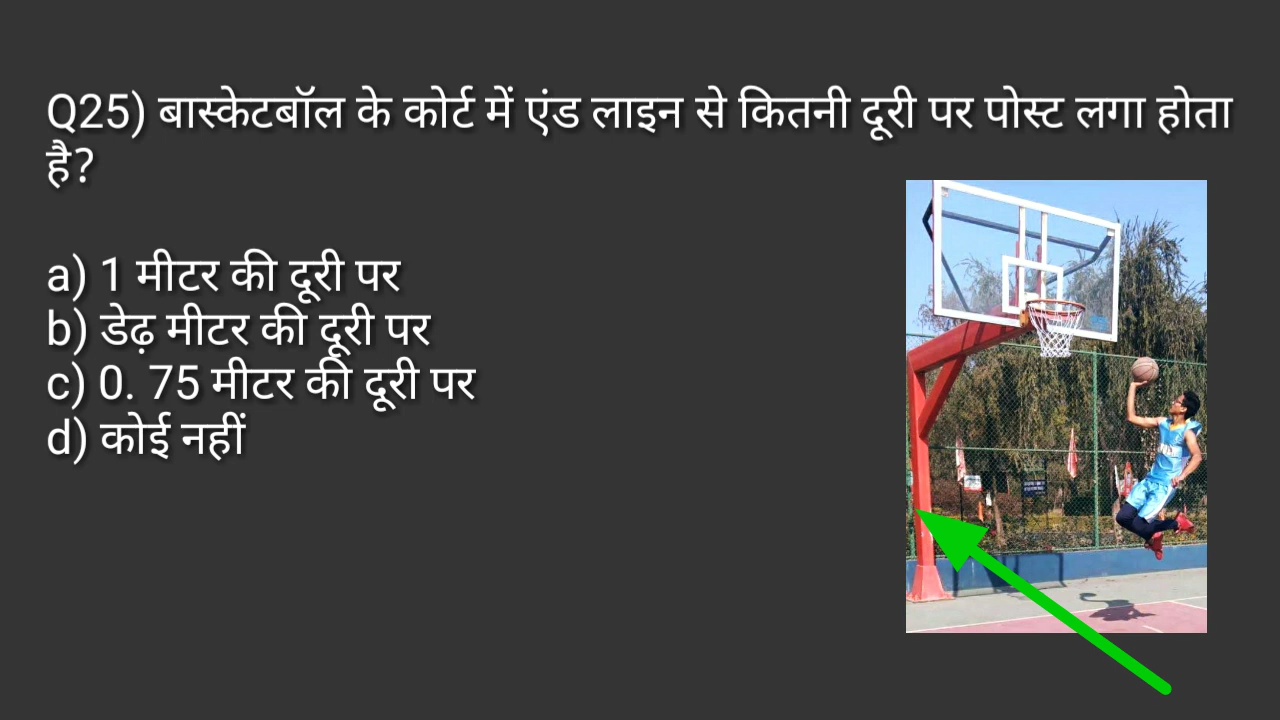 Q25) बास्केटबॉल के कोर्ट में एंड लाइन से कितनी दूरी पर पोस्ट लगा होता
है?
a) 1 मीटर की दूरी पर
b) डेढ़ मीटर की दूरी पर
c) 0. 75 मीटर की दूरी पर
d) कोई नहीं